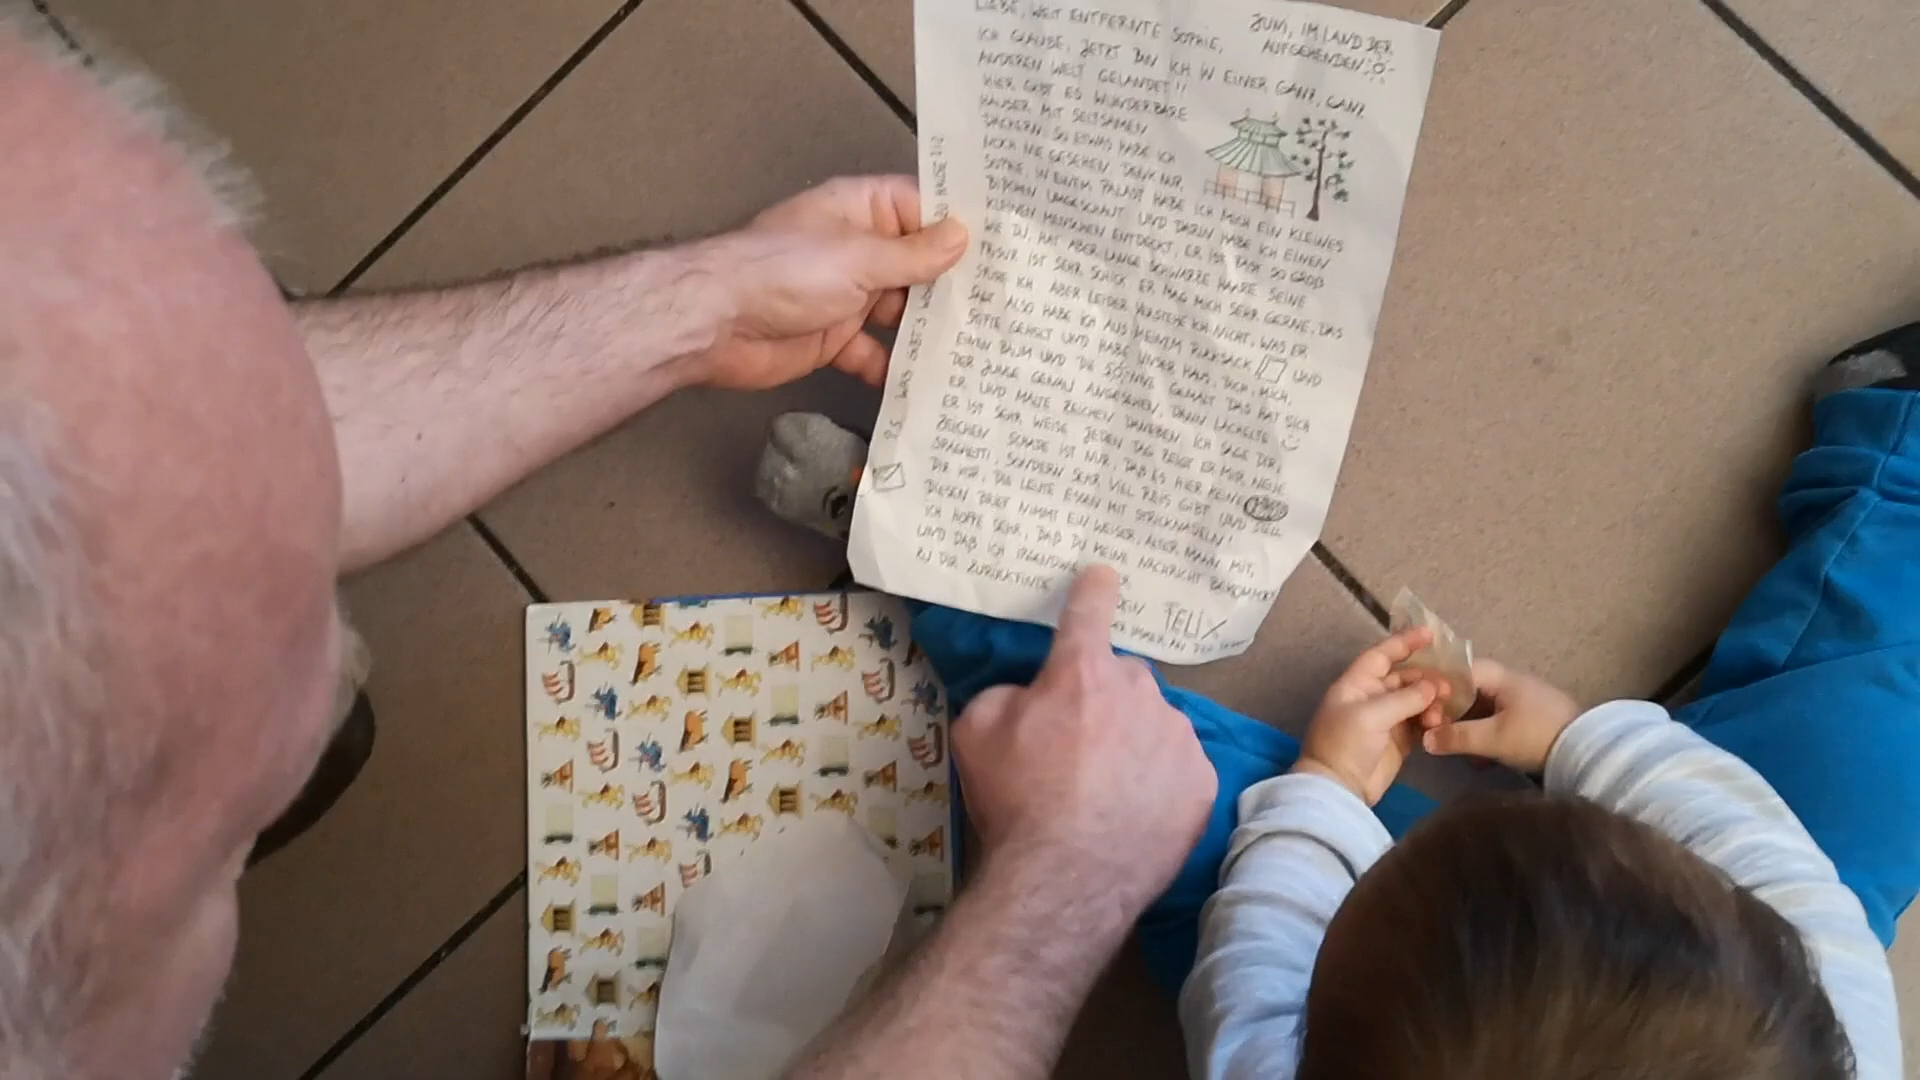 LIEBE, WEIT ENTFERNTE SOPHIE,
JUNI, IM LAND DER
AUFGEHENDEN
ICH GLAUBE, JETZT BIN ICH IN EINER GANZ, GANZ
ANDEREN WELT GELANDET!!
HIER GIBT ES WUNDERBARE
HÄUSER MIT SELTSAMEN
DÄCHERN. SO ETWAS HABE ICH
NOCH NIE GESEHEN. DENK NUR,
SOPHIE, IN EINEM PALAST HABE ICH MICH EIN KLEINES
BIẞCHEN UMGESCHAUT UND DARIN HABE ICH EINEN
KLEINEN MENSCHEN ENTDECKT, ER IST FAST SO GROẞ
WIE DU, HAT ABER LANGE SCHWARZE HAARE. SEINE
FRISUR IST SEHR SCHICK. ER MAG MICH SEHR GERNE, DAS
SPÜRE ICH. ABER LEIDER VERSTEHE ICH NICHT, WAS ER
SAGT. ALSO HABE ICH AUS MEINEM RUCKSACK UND
STIFTE GEHOLT UND HABE UNSER HAUS, DICH, MICH,
EINEN BAUM UND DIE SONNE GEMALT. DAS HAT SICH
DER JUNGE GENAU ANGESEHEN, DANN LÄCHELTE
ER UND MALTE ZEICHEN DANEBEN. ICH SAGE DIR,
ER IST SEHR WEISE. JEDEN TAG ZEIGT ER MIR NEUE
ZEICHEN. SCHADE IST NUR, DAẞ ES HIER KEINE
SPAGHETTI, SONDERN SEHR VIEL REIS GIBT UND STELL
DIR VOR, DIE LEUTE ESSEN MIT STRICKNADELN!
DIESEN BRIEF NIMMT EIN WEISER, ALTER MANN MIT,
ICH HOFFE SEHR, DAẞ DU MEINE NACHRICHT BEKOMMST
UND DAẞ ICH IRGENDWIE
ZU DIR ZURÜCKFINDE
DEIN FELIX
P.S. WAS GIBT'S